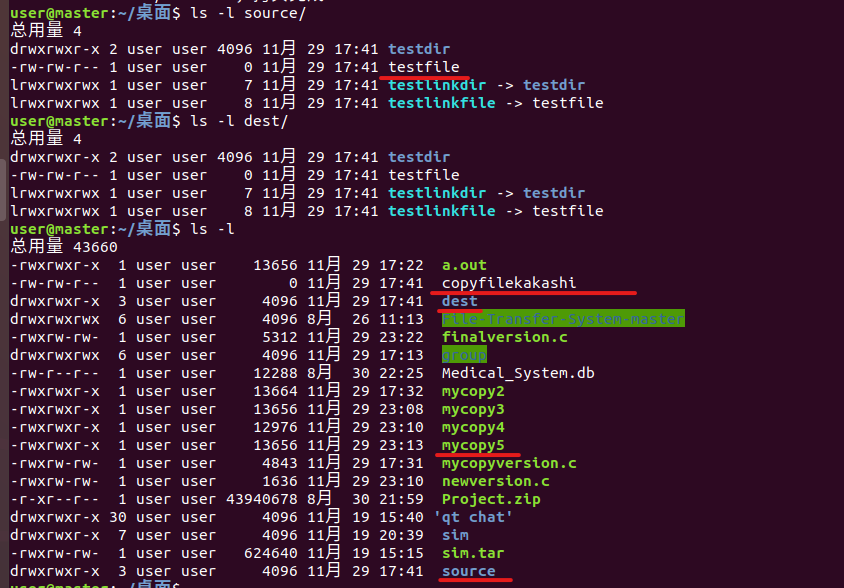 user@master:~/桌面$ ls -l source/
总用量 4
drwxrwxr-x 2 user user 4096 11月 29 17:41 testdir
-rw-rw-r-- 1 user user    0 11月 29 17:41 testfile
lrwxrwxrwx 1 user user    7 11月 29 17:41 testlinkdir -> testdir
lrwxrwxrwx 1 user user    8 11月 29 17:41 testlinkfile -> testfile
user@master:~/桌面$ ls -l dest/
总用量 4
drwxrwxr-x 2 user user 4096 11月 29 17:41 testdir
-rw-rw-r-- 1 user user    0 11月 29 17:41 testfile
lrwxrwxrwx 1 user user    7 11月 29 17:41 testlinkdir -> testdir
lrwxrwxrwx 1 user user    8 11月 29 17:41 testlinkfile -> testfile
user@master:~/桌面$ ls -l
总用量 43660
-rwxrwxr-x  1 user user    13656 11月 29 17:22  a.out
-rw-rw-r--  1 user user        0 11月 29 17:41  copyfilekakashi
drwxrwxr-x  3 user user     4096 11月 29 17:41  dest
drwxrwxrwx  6 user user     4096 8月  26 11:13  File-Transfer-System-master
-rwxrw-rw-  1 user user     5312 11月 29 23:22  finalversion.c
drwxrwxrwx  6 user user     4096 11月 29 17:13  group
-rw-r--r--  1 user user    12288 8月  30 22:25  Medical_System.db
-rwxrwxr-x  1 user user    13664 11月 29 17:32  mycopy2
-rwxrwxr-x  1 user user    13656 11月 29 23:08  mycopy3
-rwxrwxr-x  1 user user    12976 11月 29 23:10  mycopy4
-rwxrwxr-x  1 user user    13656 11月 29 23:13  mycopy5
-rwxrw-rw-  1 user user     4843 11月 29 17:31  mycopyversion.c
-rwxrw-rw-  1 user user     1636 11月 29 23:10  newversion.c
-r-xr--r--  1 user user 43940678 8月  30 21:59  Project.zip
drwxrwxr-x 30 user user     4096 11月 19 15:40 'qt chat'
drwxrwxr-x  7 user user     4096 11月 19 20:39  sim
-rwxrw-rw-  1 user user   624640 11月 19 15:15  sim.tar
drwxrwxr-x  3 user user     4096 11月 29 17:41  source